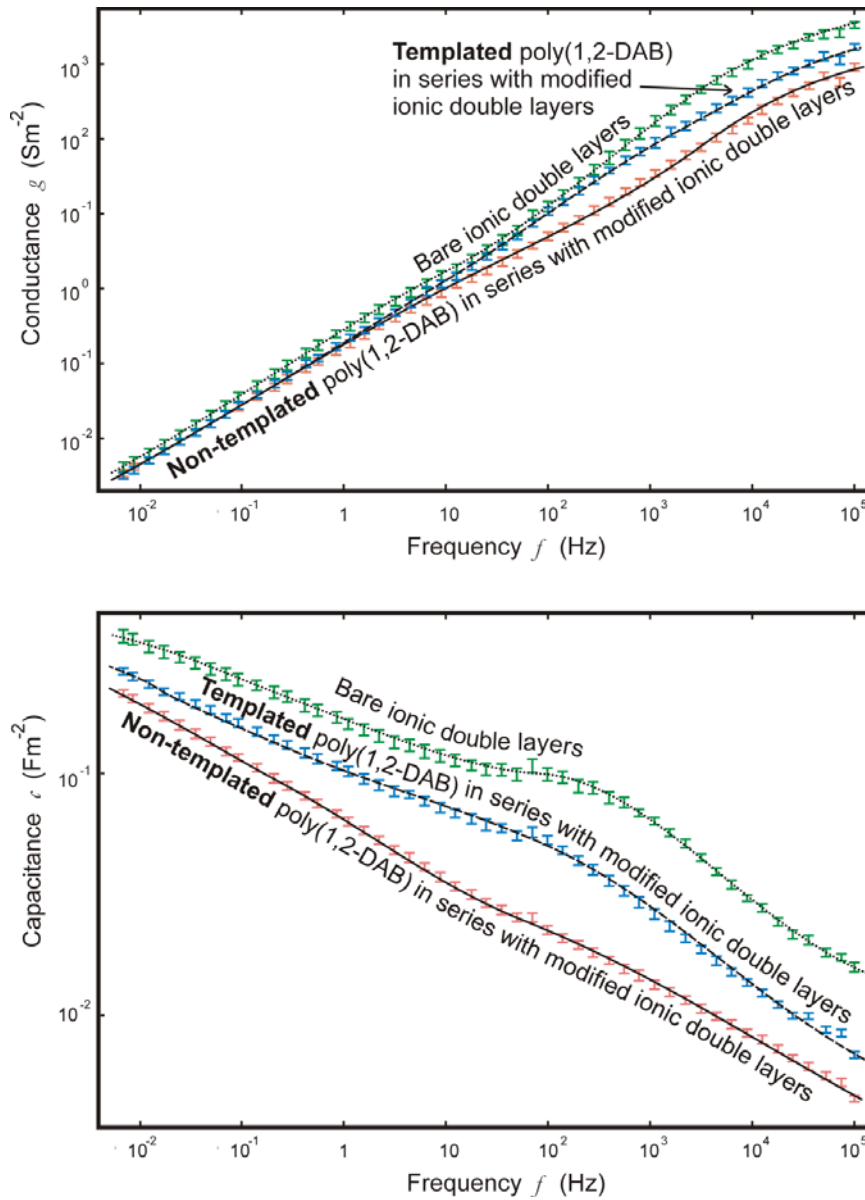 Conductance g (Sm⁻²)
10³
10²
10⁻¹
10⁰
10⁻¹
10⁻²
Templated poly(1,2-DAB)
in series with modified
ionic double layers
Bare ionic double layers
Non-templated poly(1,2-DAB) in series with modified ionic double layers
10⁻²
10⁻¹
1
10
10²
10³
10⁴
10⁵
Frequency f (Hz)
Capacitance c (Fm⁻²)
10⁻¹
10⁻²
Bare ionic double layers
Templated poly(1,2-DAB) in series with modified ionic double layers
Non-templated poly(1,2-DAB) in series with modified ionic double layers
10⁻²
10⁻¹
1
10
10²
10³
10⁴
10⁵
Frequency f (Hz)